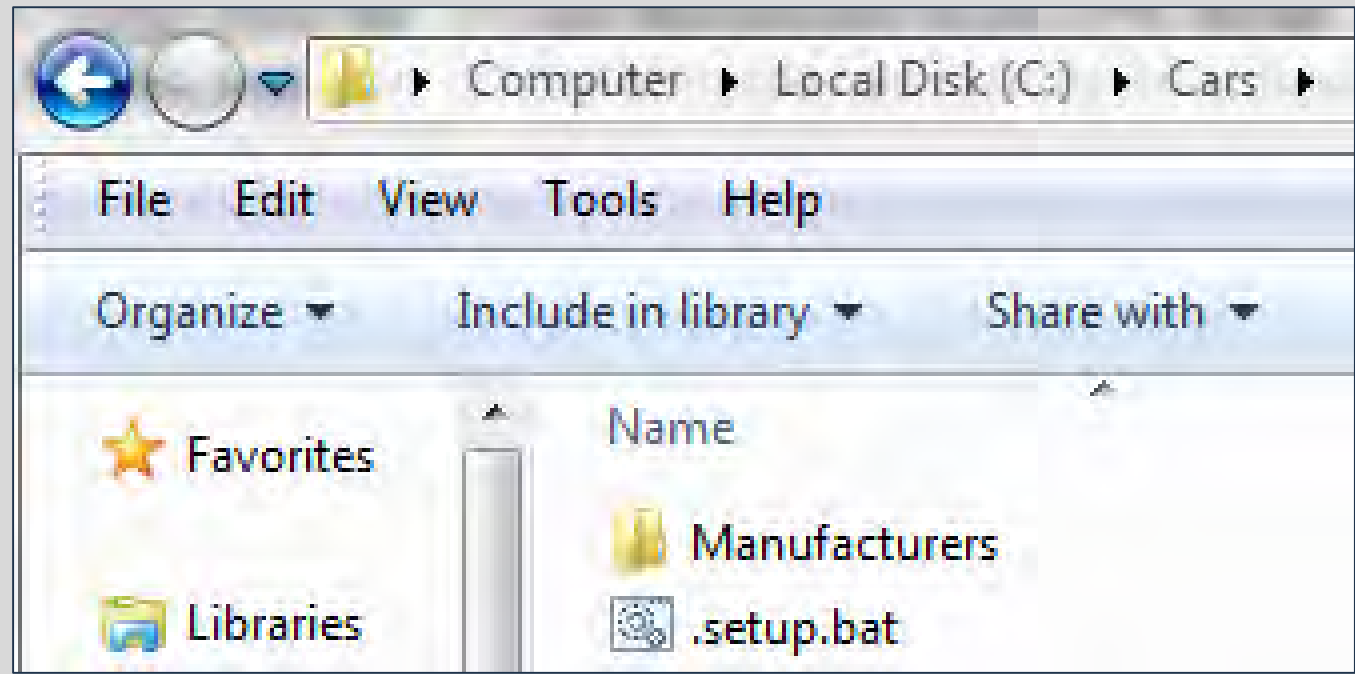 Computer Local Disk (C:) Cars
File Edit View Tools Help
Organize Include in library Share with
Name
Favorites
Manufacturers
Libraries
.setup.bat